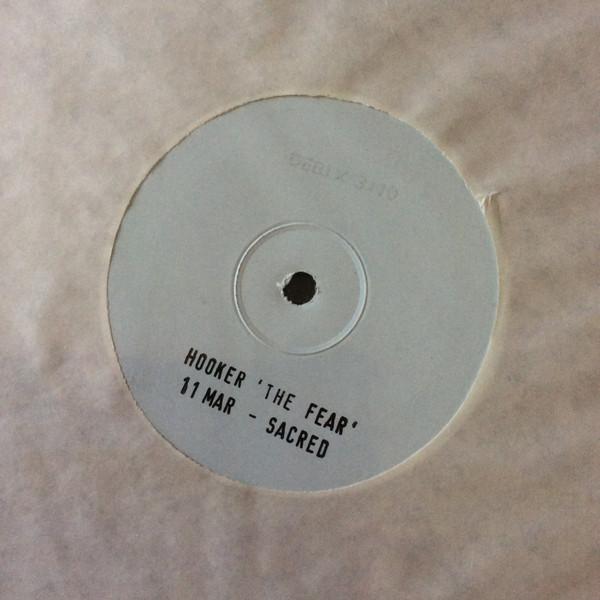 HOOKER 'THE FEAR'
11 MAR - SACRED